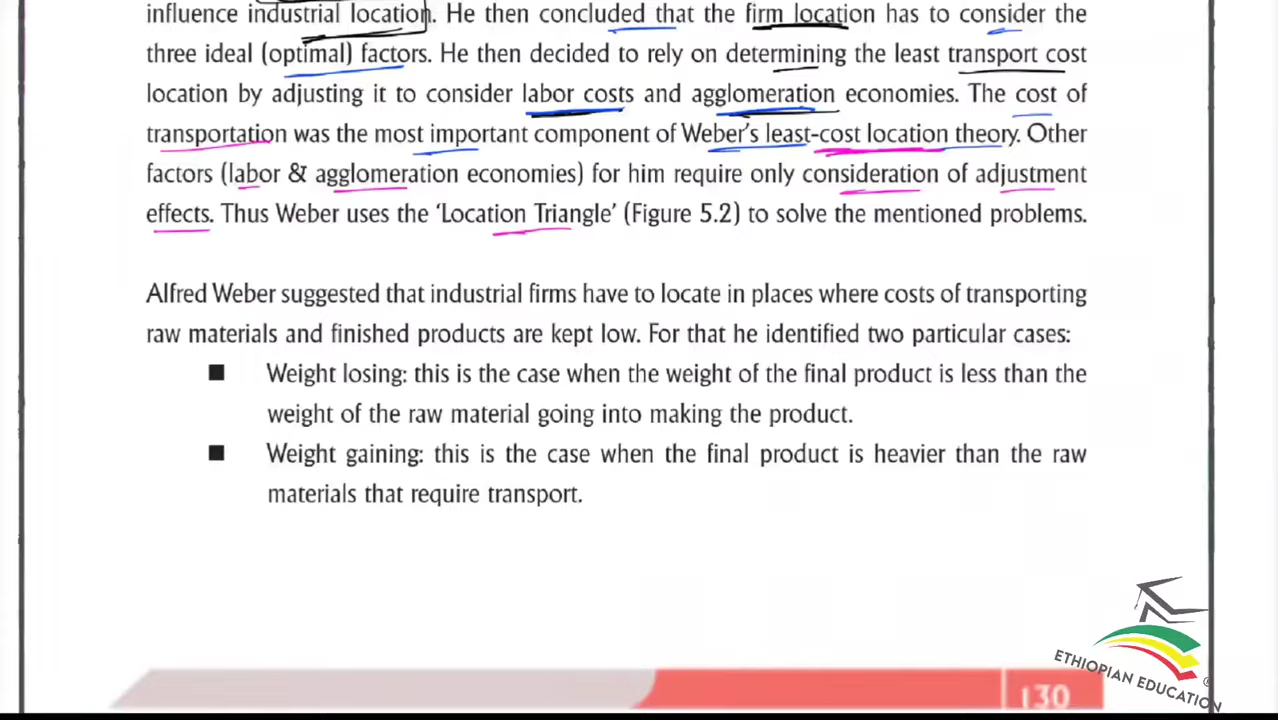 influence industrial location. He then concluded that the firm location has to consider the
three ideal (optimal) factors. He then decided to rely on determining the least transport cost
location by adjusting it to consider labor costs and agglomeration economies. The cost of
transportation was the most important component of Weber's least-cost location theory. Other
factors (labor & agglomeration economies) for him require only consideration of adjustment
effects. Thus Weber uses the 'Location Triangle' (Figure 5.2) to solve the mentioned problems.
Alfred Weber suggested that industrial firms have to locate in places where costs of transporting
raw materials and finished products are kept low. For that he identified two particular cases:
■ Weight losing: this is the case when the weight of the final product is less than the
weight of the raw material going into making the product.
■ Weight gaining: this is the case when the final product is heavier than the raw
materials that require transport.
ETHIOPIAN EDUCATION ®
130